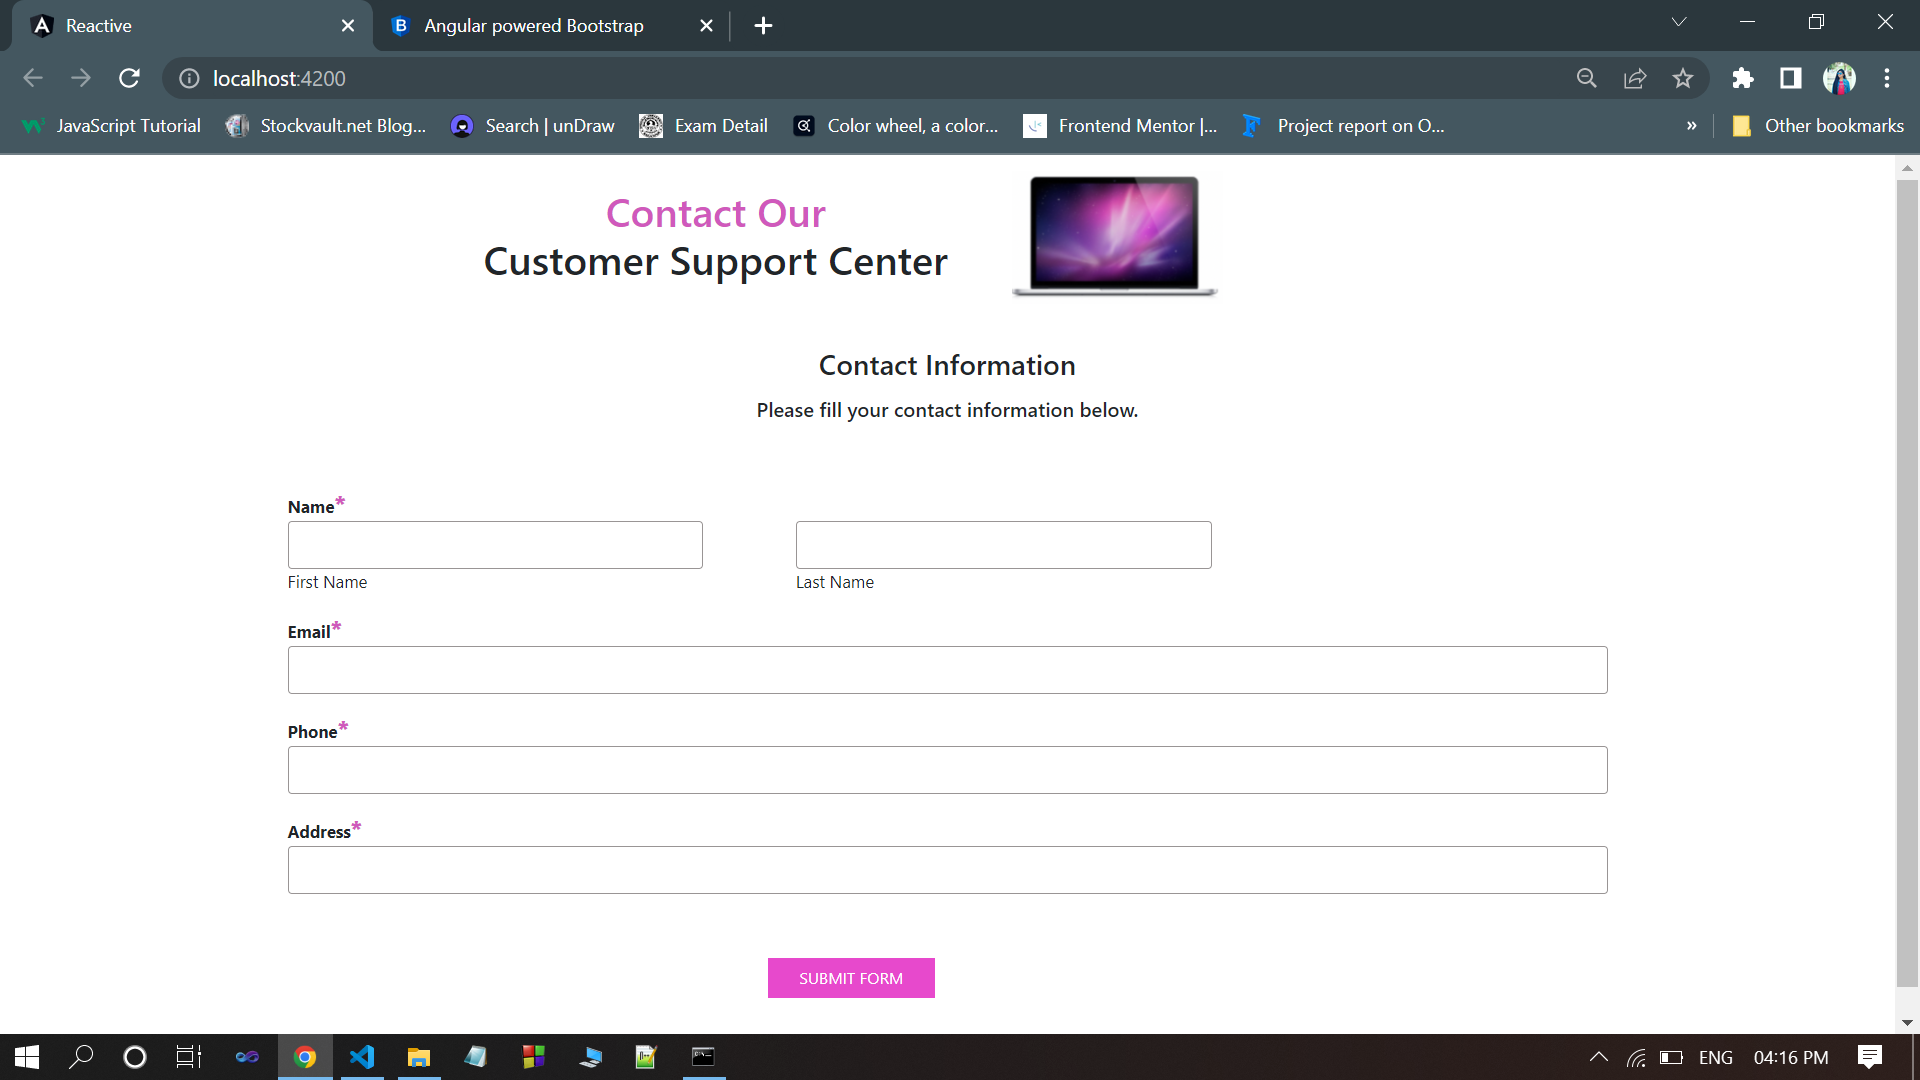 Reactive
Angular powered Bootstrap
localhost:4200
JavaScript Tutorial
Stockvault.net Blog...
Search | unDraw
Exam Detail
Color wheel, a color...
Frontend Mentor |...
Project report on O...
»
Other bookmarks
Contact Our
Customer Support Center
Contact Information
Please fill your contact information below.
Name*
First Name
Last Name
Email*
Phone*
Address*
SUBMIT FORM
ENG
04:16 PM